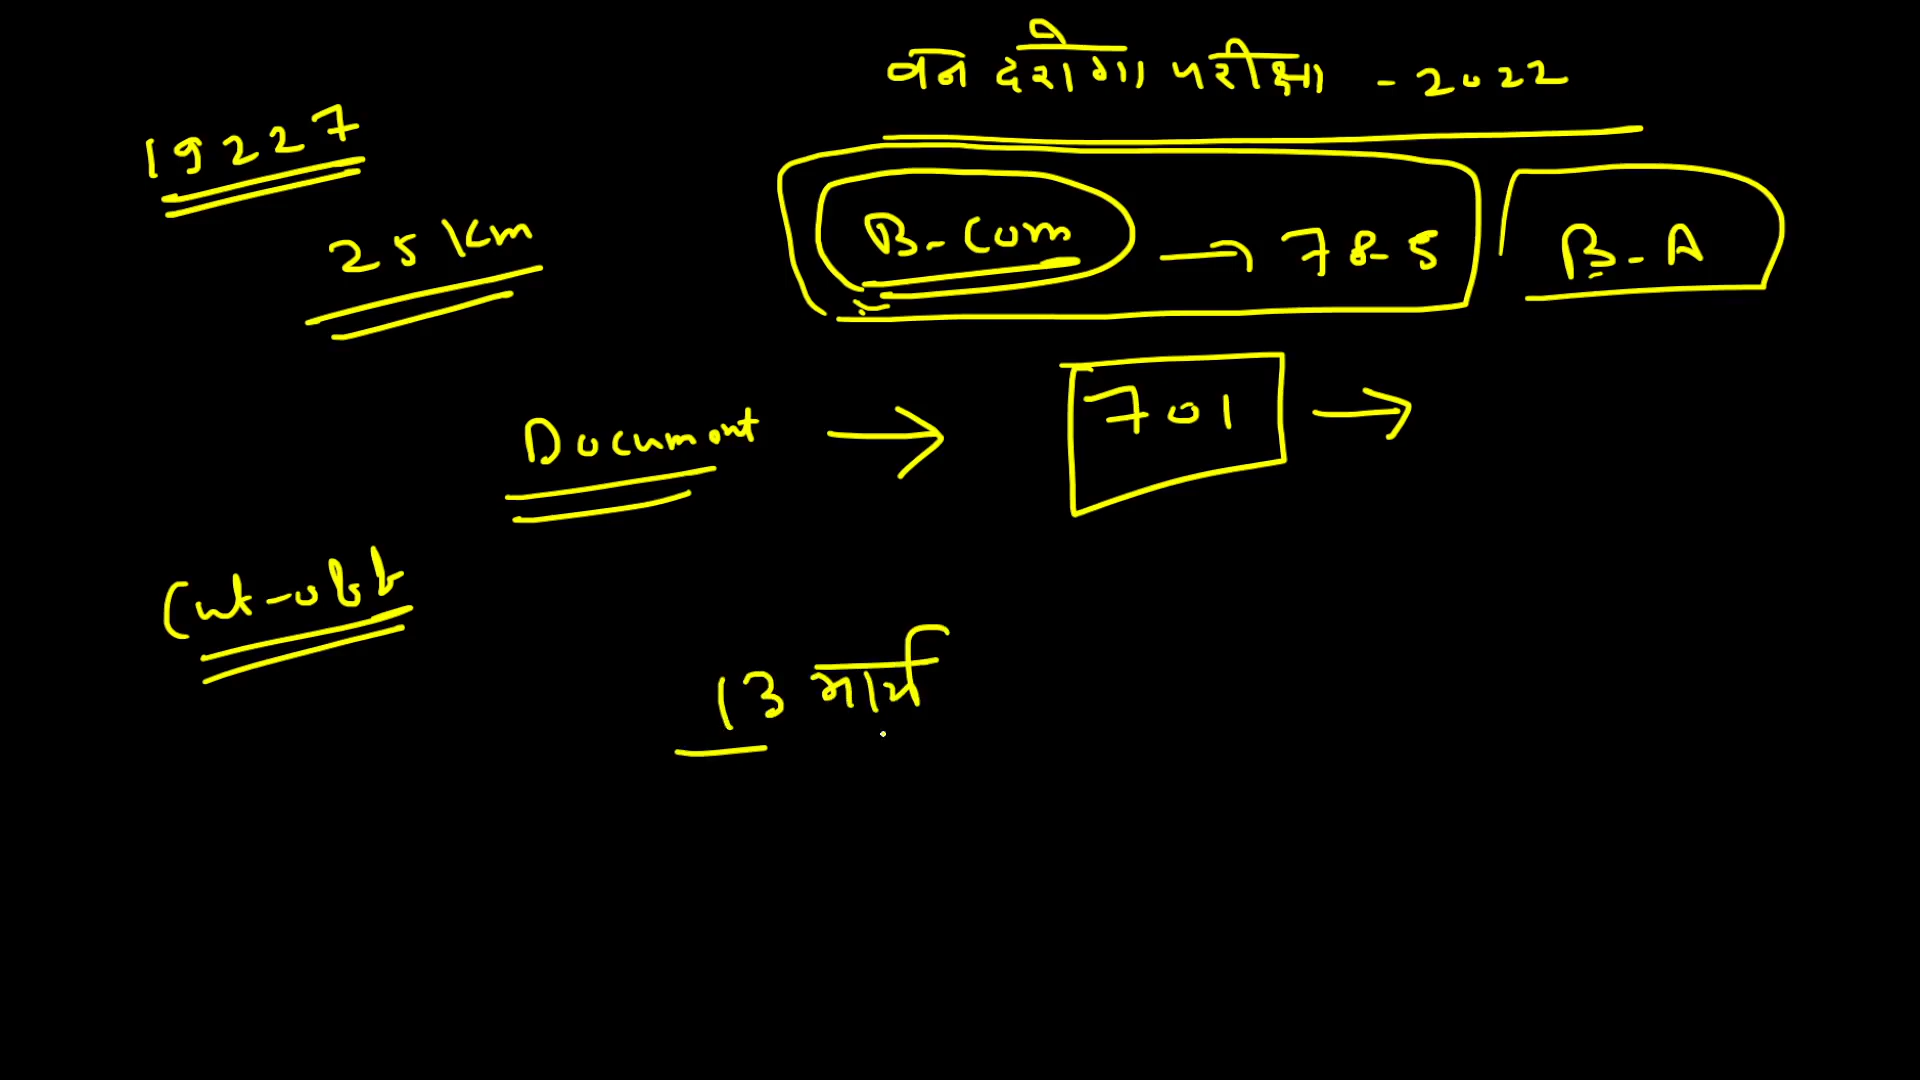 वन दरोगा परीक्षा - 2022
19227
25 Km
B-Com → 785
B-A
Document → 701 →
Cut-off
13 मार्च